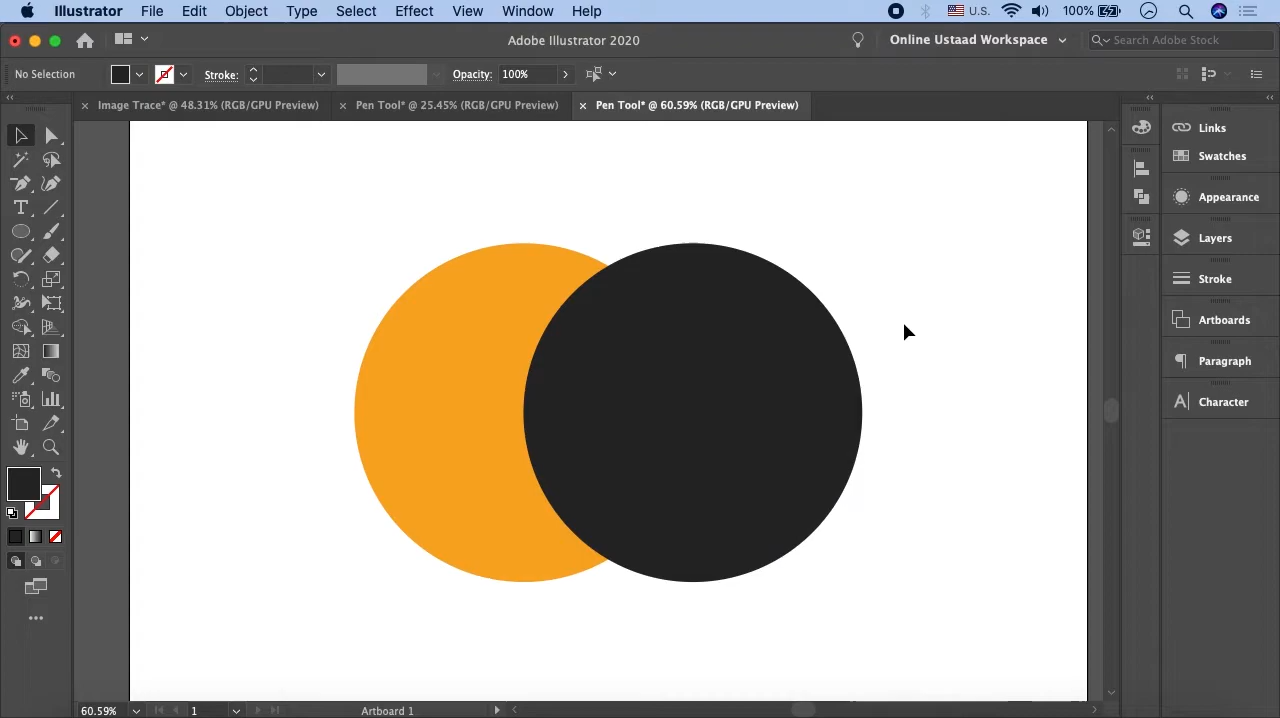 Illustrator File Edit Object Type Select Effect View Window Help U.S. 100%
Adobe Illustrator 2020 Online Ustaad Workspace Search Adobe Stock
No Selection Stroke: Opacity: 100%
× Image Trace* @ 48.31% (RGB/GPU Preview) × Pen Tool* @ 25.45% (RGB/GPU Preview) × Pen Tool* @ 60.59% (RGB/GPU Preview)
Links
Swatches
Appearance
Layers
Stroke
Artboards
Paragraph
Character
60.59% 1 Artboard 1